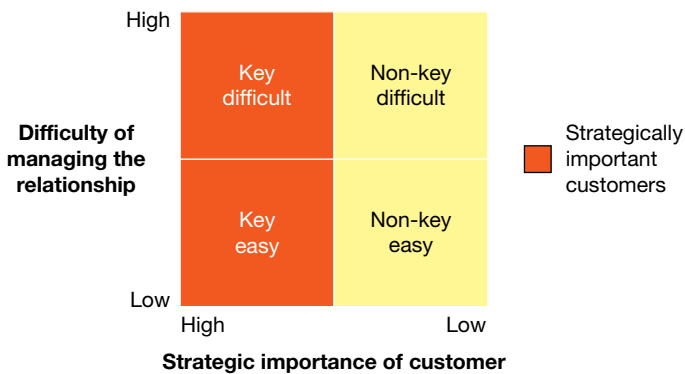 High
Key
difficult
Non-key
difficult
Difficulty of
managing the
relationship
Strategically
important
customers
Key
easy
Non-key
easy
Low
High
Low
Strategic importance of customer